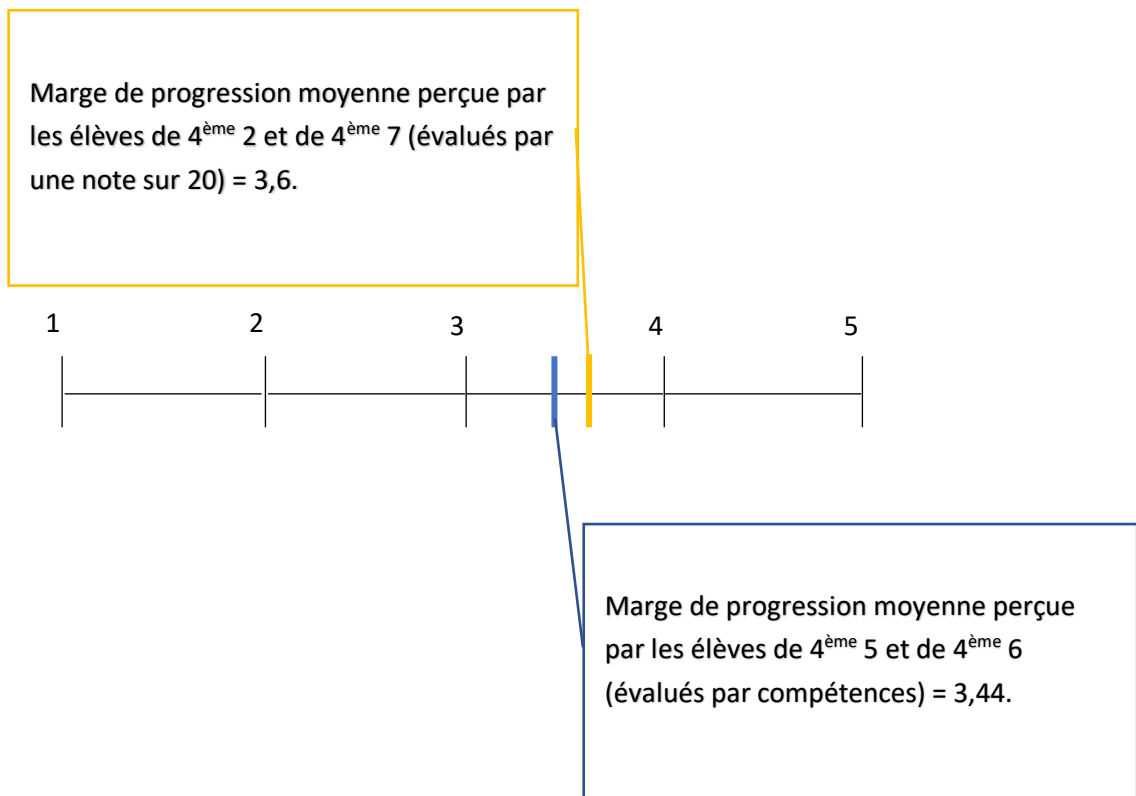 Marge de progression moyenne perçue par
les élèves de 4ème 2 et de 4ème 7 (évalués par
une note sur 20) = 3,6.
1 2 3 4 5
Marge de progression moyenne perçue
par les élèves de 4ème 5 et de 4ème 6
(évalués par compétences) = 3,44.